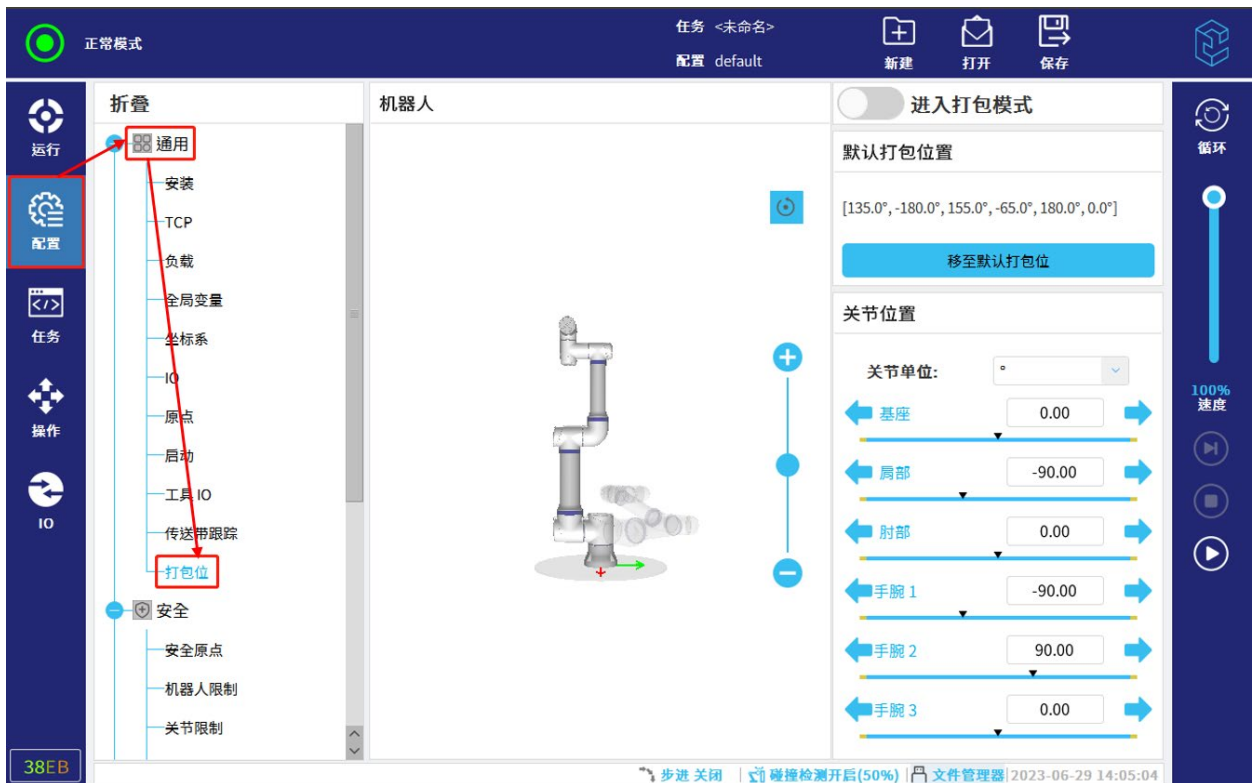 正常模式
任务 <未命名>
配置 default
新建
打开
保存
运行
配置
任务
操作
IO
38EB
折叠
通用
安装
TCP
负载
全局变量
坐标系
IO
原点
启动
工具 IO
传送带跟踪
打包位
安全
安全原点
机器人限制
关节限制
机器人
进入打包模式
默认打包位置
[135.0°, -180.0°, 155.0°, -65.0°, 180.0°, 0.0°]
移至默认打包位
关节位置
关节单位: °
基座 0.00
肩部 -90.00
肘部 0.00
手腕 1 -90.00
手腕 2 90.00
手腕 3 0.00
循环
100%
速度
步进 关闭 碰撞检测开启(50%) 文件管理器 2023-06-29 14:05:04